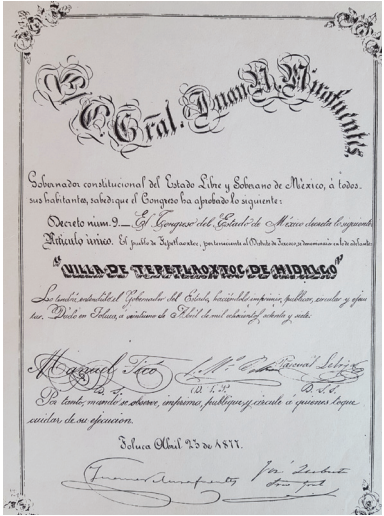 El C. Gral. Juan N. Mirafuentes,
Gobernador constitucional del Estado Libre y Soberano de México, à todos
sus habitantes, sabed: que el Congreso ha aprobado lo siguiente:
Decreto núm. 9. — El Congreso del Estado de México decreta lo siguiente:
Artículo único. El pueblo de Tepetlaoxtoc, perteneciente al Distrito de Texcoco, se denominará en lo de adelante:
"VILLA DE TEPETLAOXTOC DE HIDALGO"
Lo tendrá entendido el Gobernador del Estado, haciéndolo imprimir, publicar, circular y ejecu
tar. Dado en Toluca, à veintiuno de Abril de mil ochocientos setenta y siete.
Manuel Ticó
D. P.
D. S.
D. S. S.
Por tanto, mando se observe, imprima, publique y circule à quienes toque
cuidar de su ejecución.
Toluca Abril 23 de 1877.
Juan N. Mirafuentes